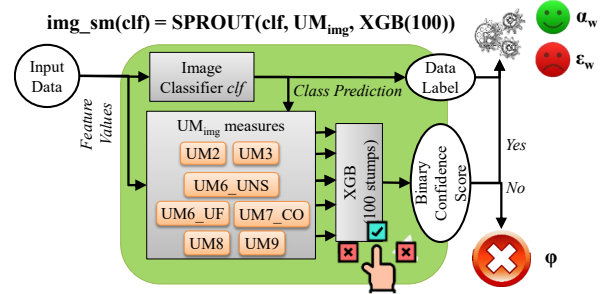 img_sm(clf) = SPROUT(clf, UMimg, XGB(100))
αw
εw
Input
Data
Image
Classifier clf
Data
Label
Class Prediction
Feature
Values
UMimg measures
UM2 UM3
UM6_UNS
UM6_UF UM7_CO
UM8 UM9
XGB
(100 stumps)
Binary
Confidence
Score
Yes
No
φ